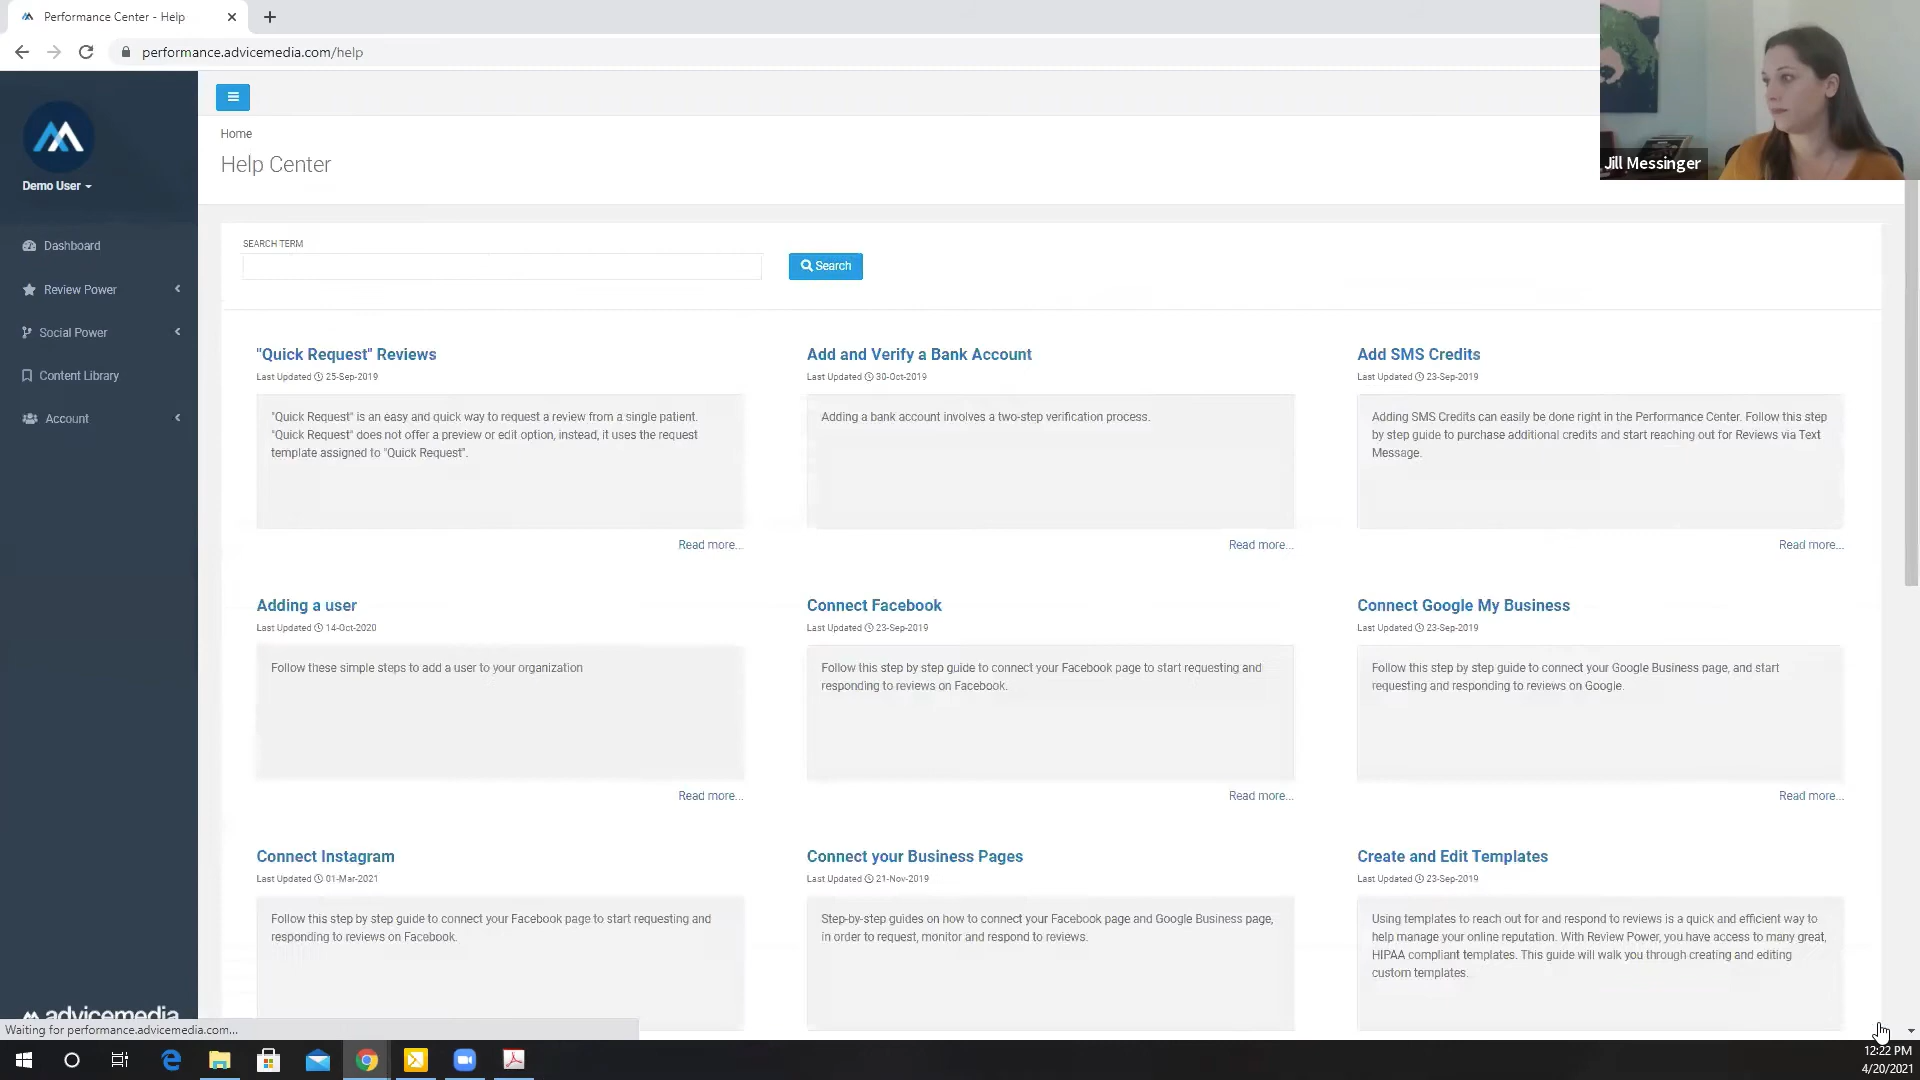 Performance Center - Help
performance.advicemedia.com/help
Jill Messinger
Demo User
Dashboard
Review Power
Social Power
Content Library
Account
advicemedia
Home
Help Center
SEARCH TERM
Search
"Quick Request" Reviews
Last Updated 25-Sep-2019
"Quick Request" is an easy and quick way to request a review from a single patient.
"Quick Request" does not offer a preview or edit option, instead, it uses the request
template assigned to "Quick Request".
Read more...
Add and Verify a Bank Account
Last Updated 30-Oct-2019
Adding a bank account involves a two-step verification process.
Read more...
Add SMS Credits
Last Updated 23-Sep-2019
Adding SMS Credits can easily be done right in the Performance Center. Follow this step
by step guide to purchase additional credits and start reaching out for Reviews via Text
Message.
Read more...
Adding a user
Last Updated 14-Oct-2020
Follow these simple steps to add a user to your organization
Read more...
Connect Facebook
Last Updated 23-Sep-2019
Follow this step by step guide to connect your Facebook page to start requesting and
responding to reviews on Facebook.
Read more...
Connect Google My Business
Last Updated 23-Sep-2019
Follow this step by step guide to connect your Google Business page, and start
requesting and responding to reviews on Google.
Read more...
Connect Instagram
Last Updated 01-Mar-2021
Follow this step by step guide to connect your Facebook page to start requesting and
responding to reviews on Facebook.
Connect your Business Pages
Last Updated 21-Nov-2019
Step-by-step guides on how to connect your Facebook page and Google Business page,
in order to request, monitor and respond to reviews.
Create and Edit Templates
Last Updated 23-Sep-2019
Using templates to reach out for and respond to reviews is a quick and efficient way to
help manage your online reputation. With Review Power, you have access to many great,
HIPAA compliant templates. This guide will walk you through creating and editing
custom templates.
Waiting for performance.advicemedia.com...
12:22 PM
4/20/2021